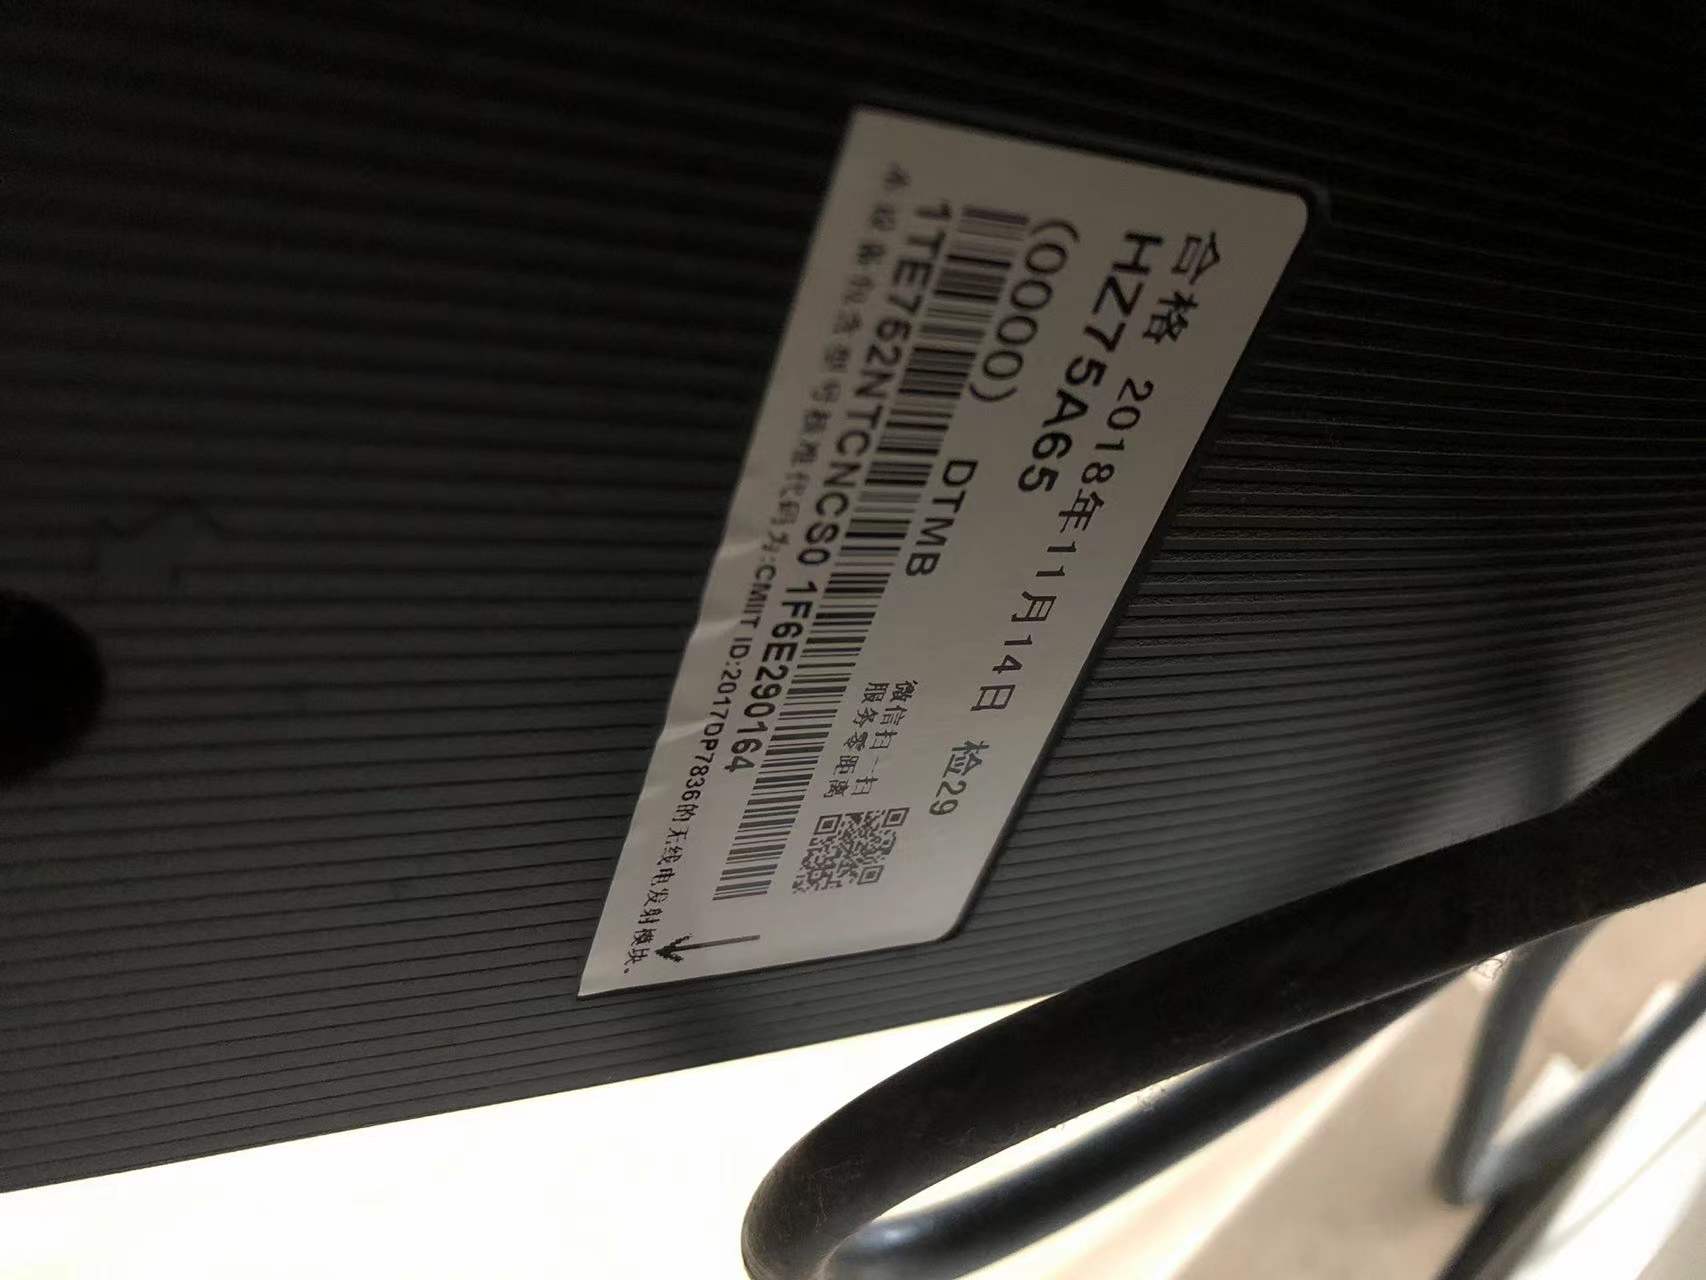 合格 2018年11月14日 检29
HZ75A65
(0000) DTMB
微信扫一扫
服务零距离
1TE762NTCNCS0 1F6E290164
本设备包含型号核准代码为:CMIIT ID:2017DP7836的无线电发射模块。